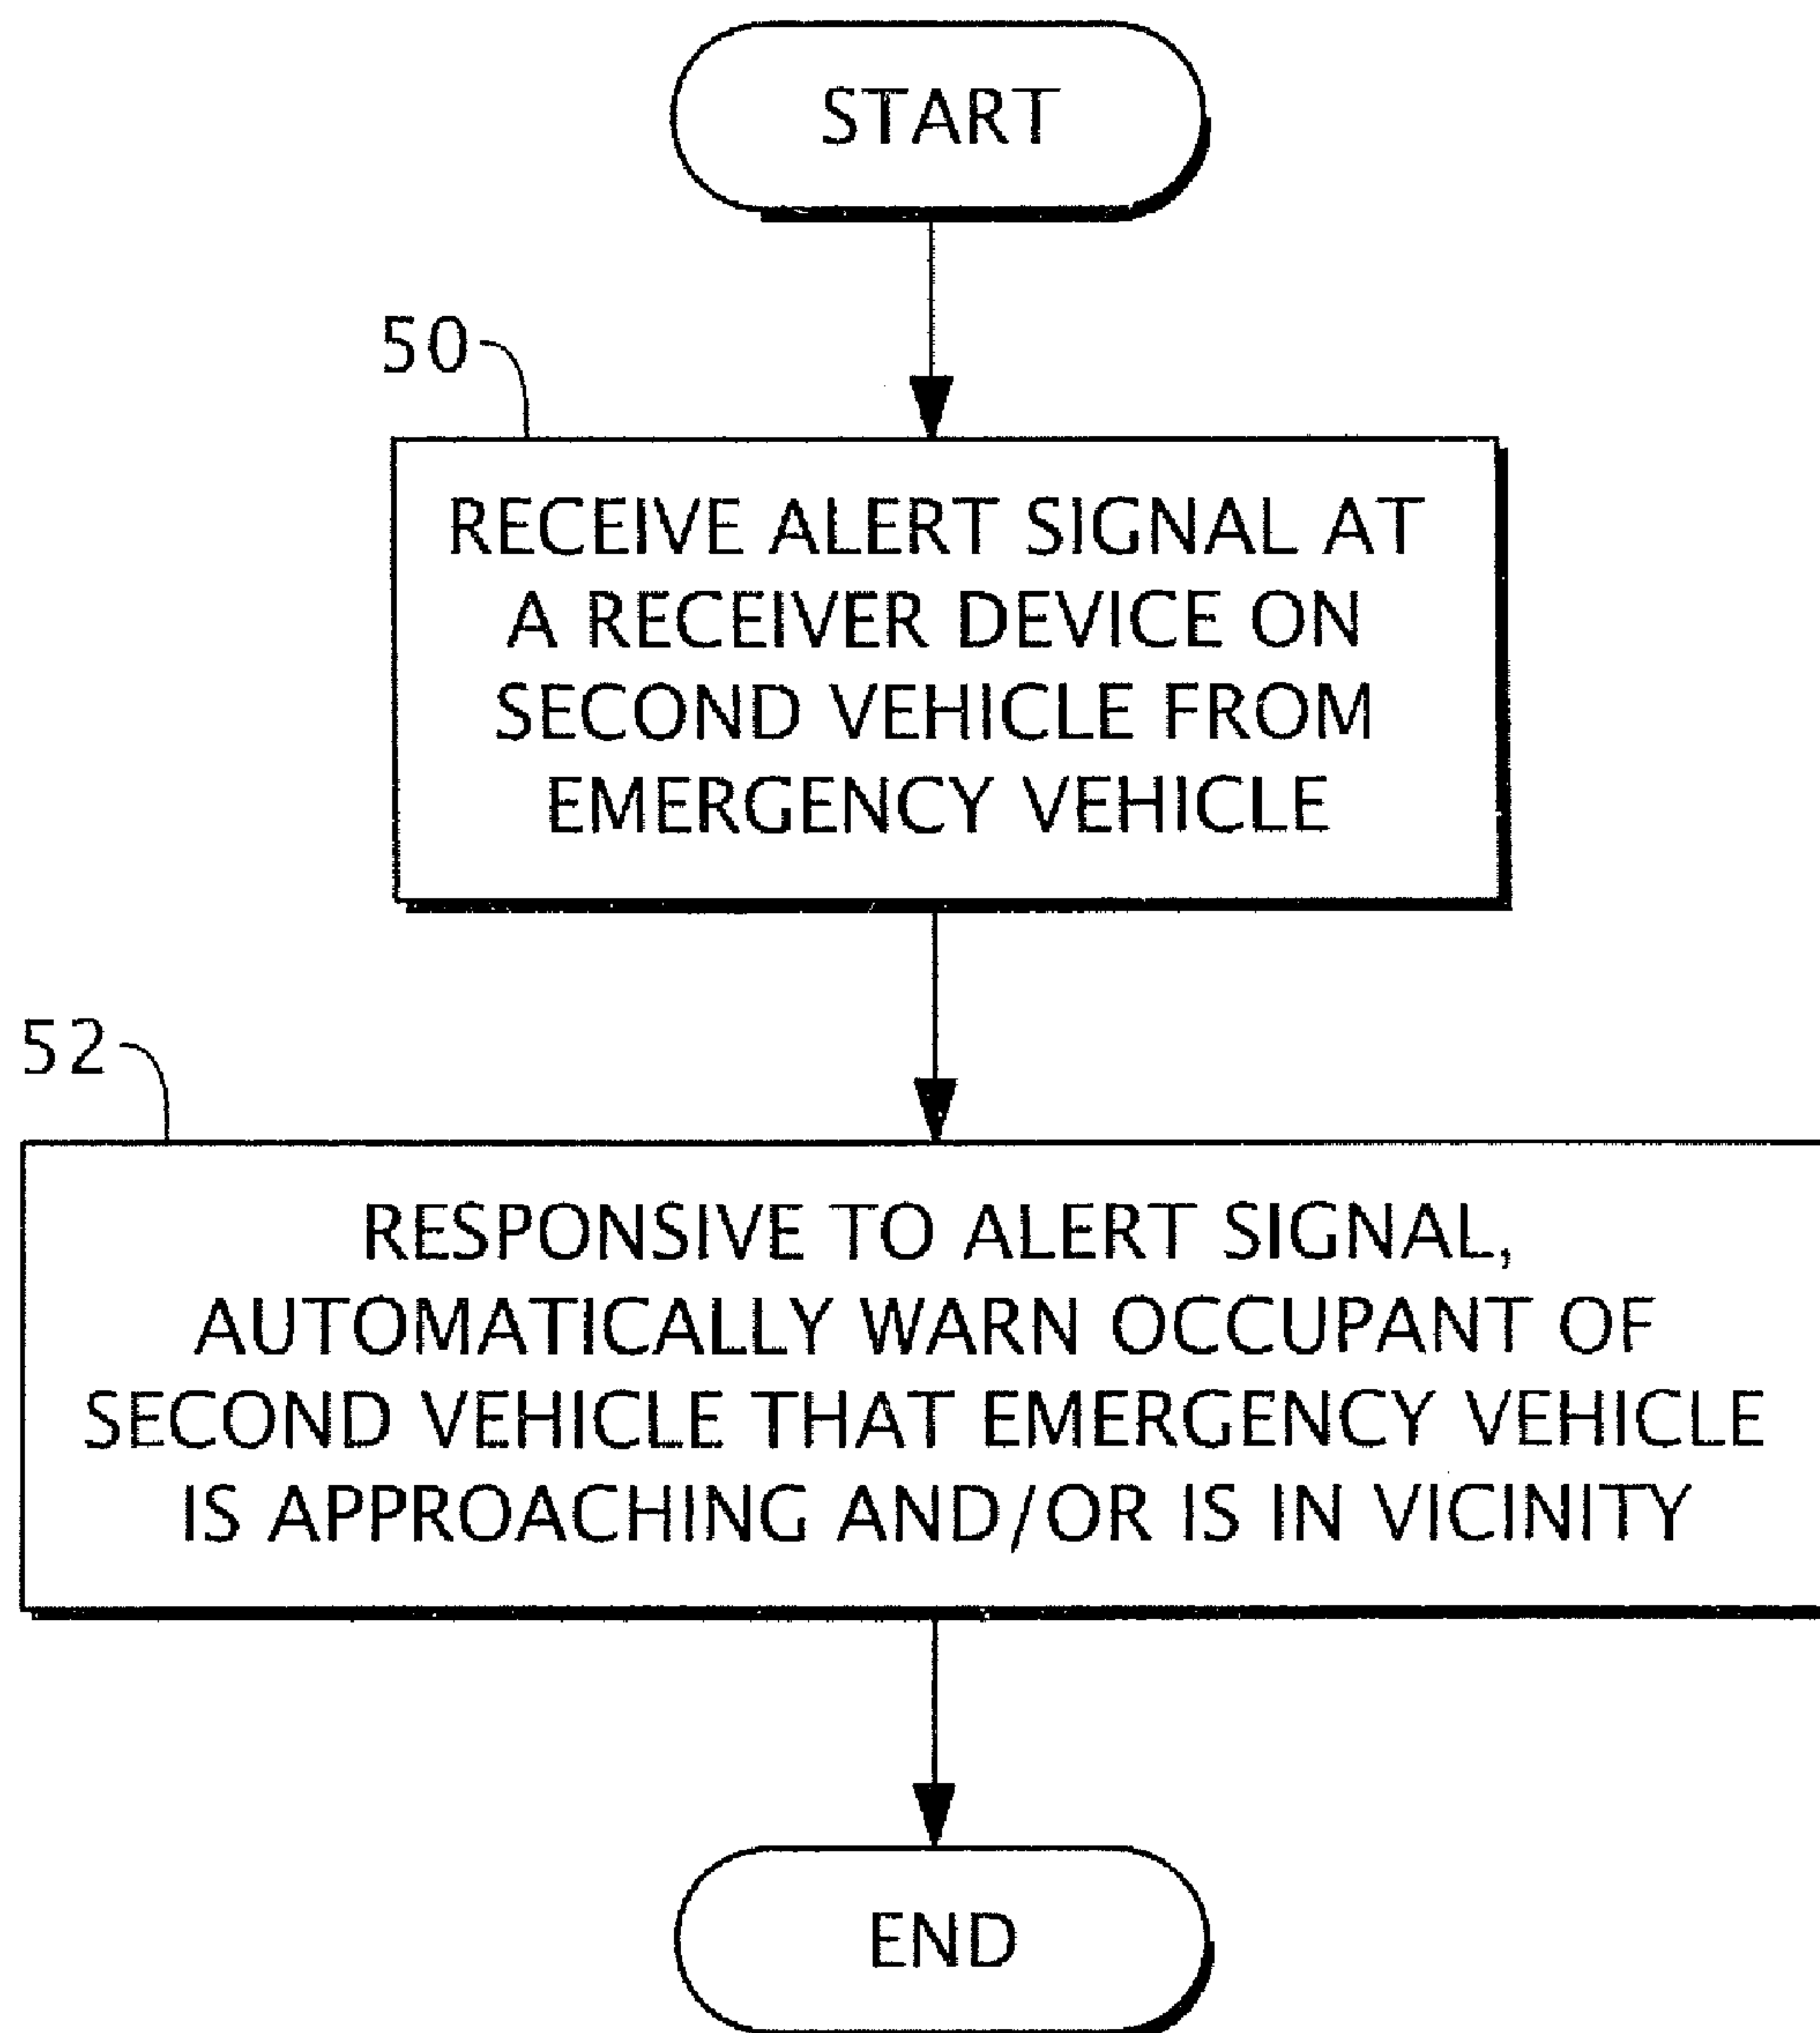 START
50
RECEIVE ALERT SIGNAL AT
A RECEIVER DEVICE ON
SECOND VEHICLE FROM
EMERGENCY VEHICLE
52
RESPONSIVE TO ALERT SIGNAL,
AUTOMATICALLY WARN OCCUPANT OF
SECOND VEHICLE THAT EMERGENCY VEHICLE
IS APPROACHING AND/OR IS IN VICINITY
END